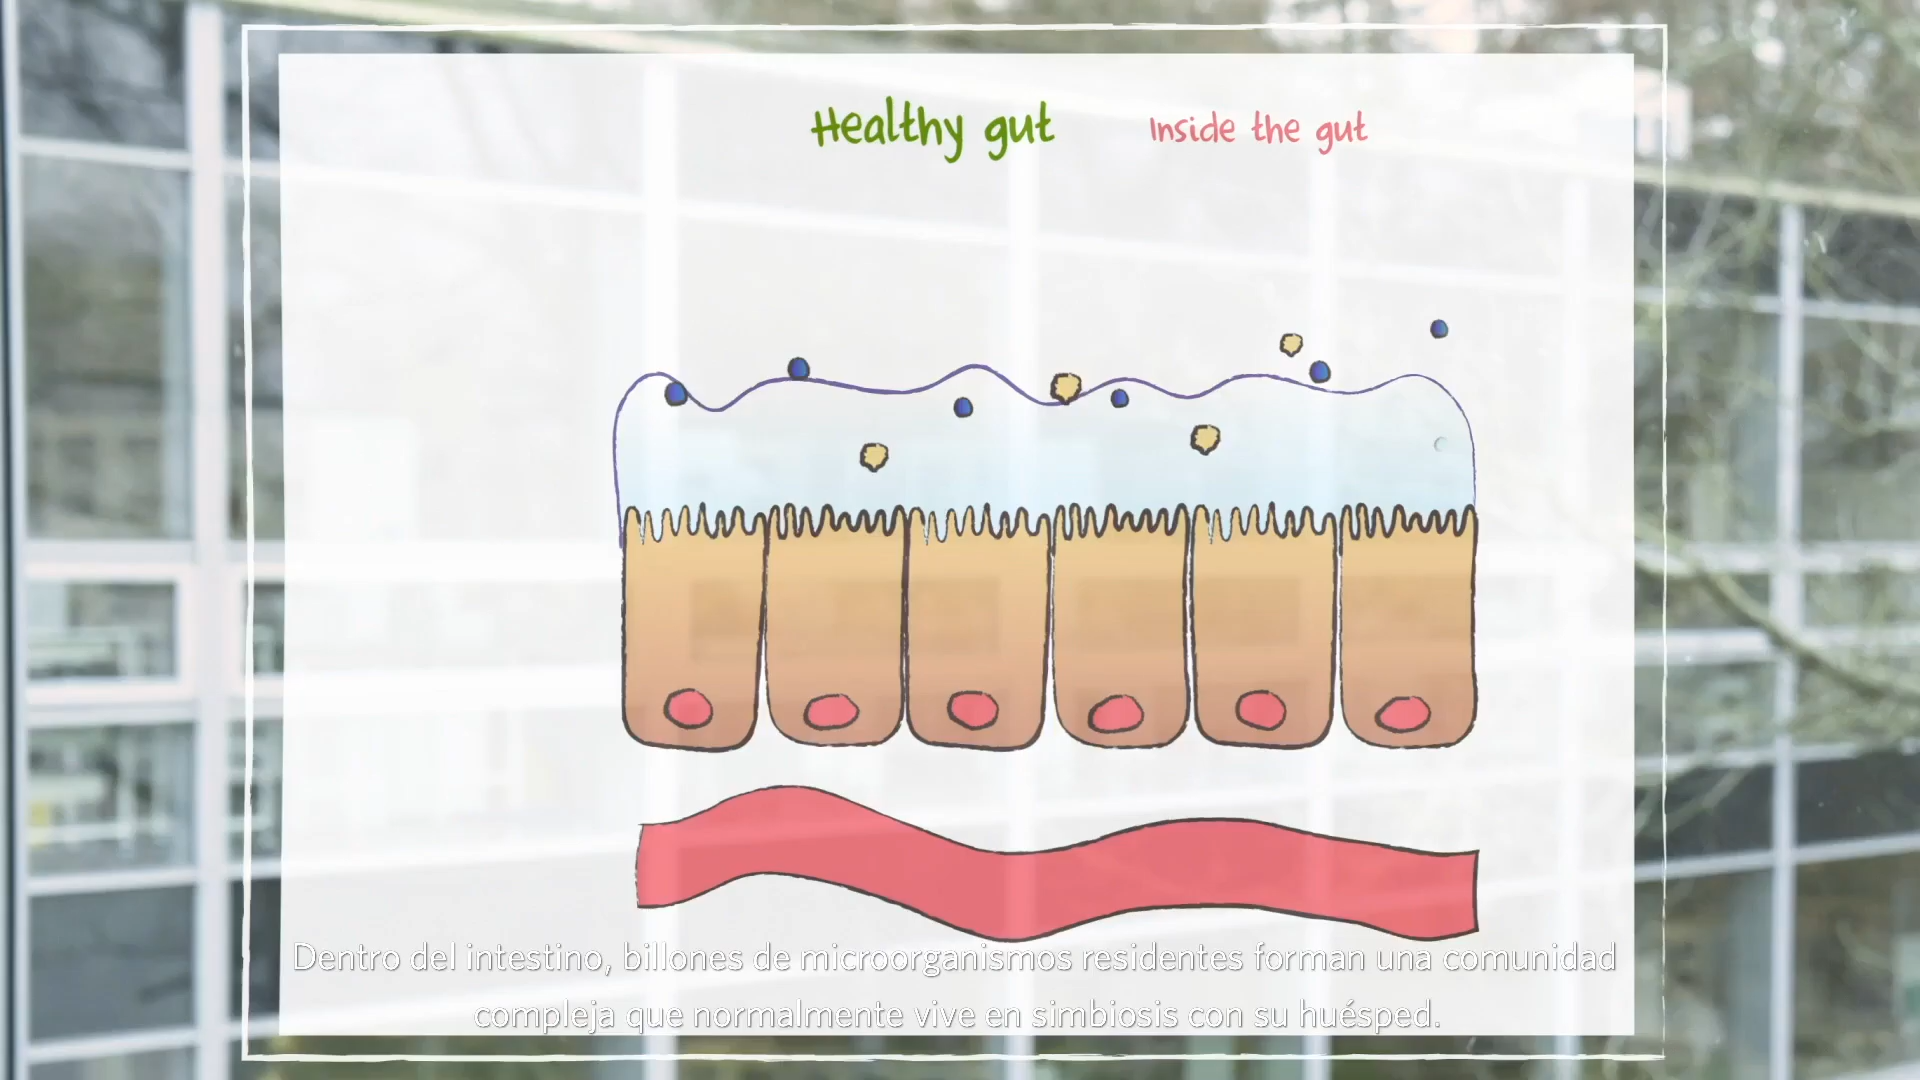 Healthy gut Inside the gut
Dentro del intestino, billones de microorganismos residentes forman una comunidad
compleja que normalmente vive en simbiosis con su huésped.